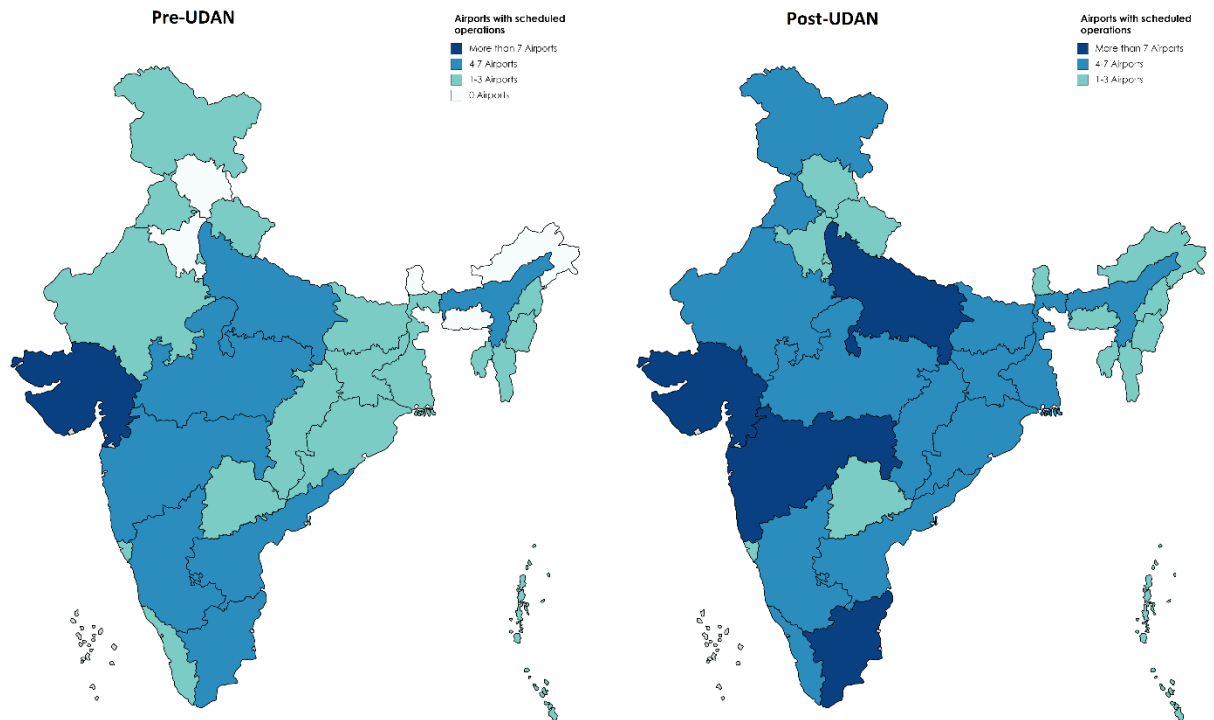 Pre-UDAN
Airports with scheduled
operations
More than 7 Airports
4-7 Airports
1-3 Airports
0 Airports
Post-UDAN
Airports with scheduled
operations
More than 7 Airports
4-7 Airports
1-3 Airports